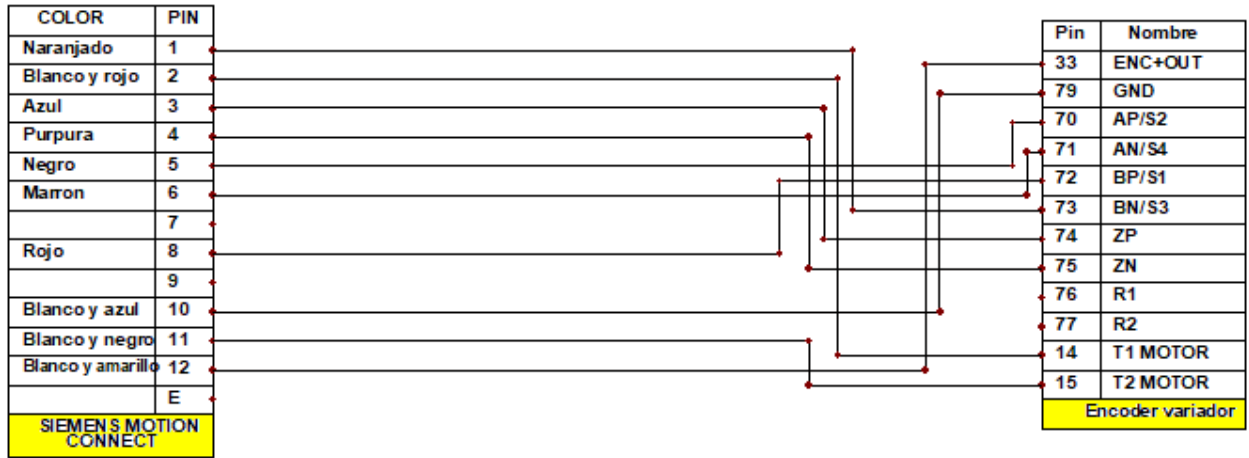 COLOR PIN
Naranjado 1
Blanco y rojo 2
Azul 3
Purpura 4
Negro 5
Marron 6
7
Rojo 8
9
Blanco y azul 10
Blanco y negro 11
Blanco y amarillo 12
E
SIEMENS MOTION
CONNECT
Pin Nombre
33 ENC+OUT
79 GND
70 AP/S2
71 AN/S4
72 BP/S1
73 BN/S3
74 ZP
75 ZN
76 R1
77 R2
14 T1 MOTOR
15 T2 MOTOR
Encoder variador